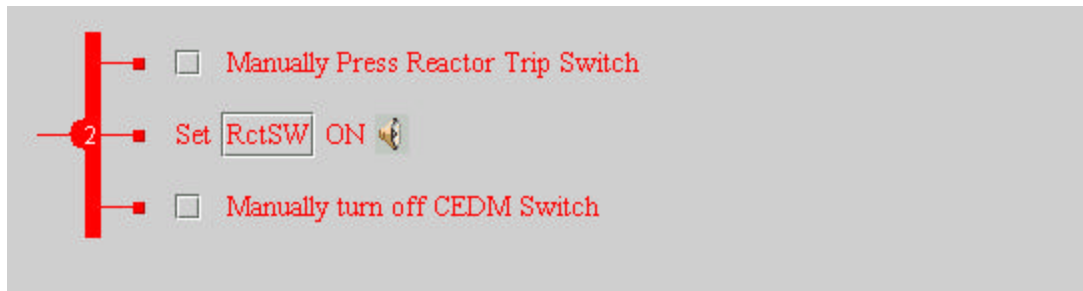 Manually Press Reactor Trip Switch
2 Set RctSW ON
Manually turn off CEDM Switch